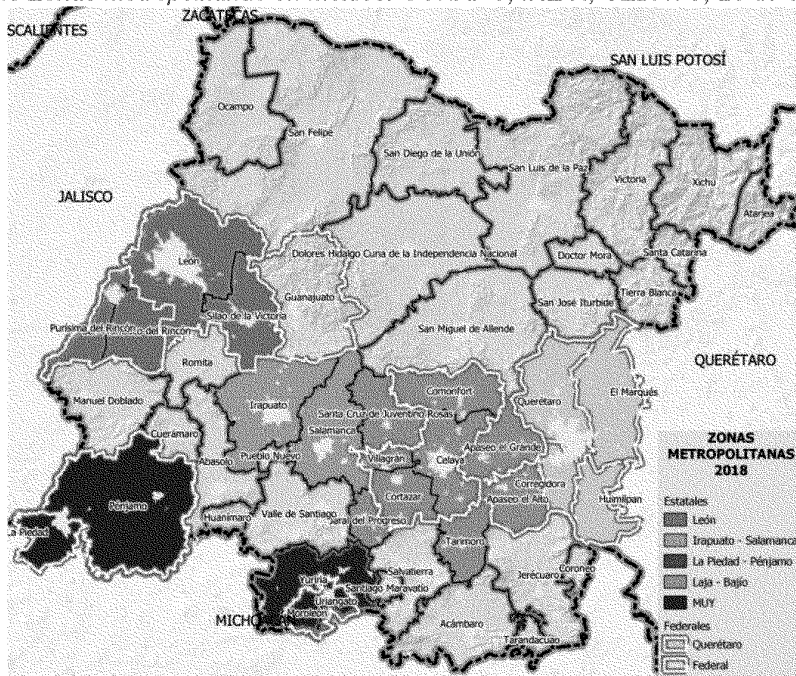 ZACATECAS
SCALIENTES
SAN LUIS POTOSÍ
Ocampo
San Felipe
San Diego de la Unión
San Luis de la Paz
Victoria
Xichú
Atarjea
JALISCO
León
Dolores Hidalgo Cuna de la Independencia Nacional
Doctor Mora
Santa Catarina
Guanajuato
San José Iturbide
Tierra Blanca
Silao de la Victoria
Purísima del Rincón
o del Rincón
San Miguel de Allende
Romita
QUERÉTARO
Comonfort
Querétaro
El Marqués
Manuel Doblado
Irapuato
Santa Cruz de Juventino Rosas
Salamanca
Cuerámaro
Apaseo el Grande
Abasolo
Pueblo Nuevo
Villagrán
Celaya
ZONAS
METROPOLITANAS
2018
Corregidora
Pénjamo
Cortazar
Apaseo el Alto
Huimilpan
Estatales
Huanímaro
Valle de Santiago
Jaral del Progreso
León
La Piedad
Irapuato - Salamanca
Tarimoro
Salvatierra
Jerécuaro
Coroneo
La Piedad - Pénjamo
Yuriria
Santiago Maravatío
Laja - Bajío
Uriangato
MUY
Moroleón
MICHOACÁN
Acámbaro
Tarandacuao
Federales
Querétaro
Federal